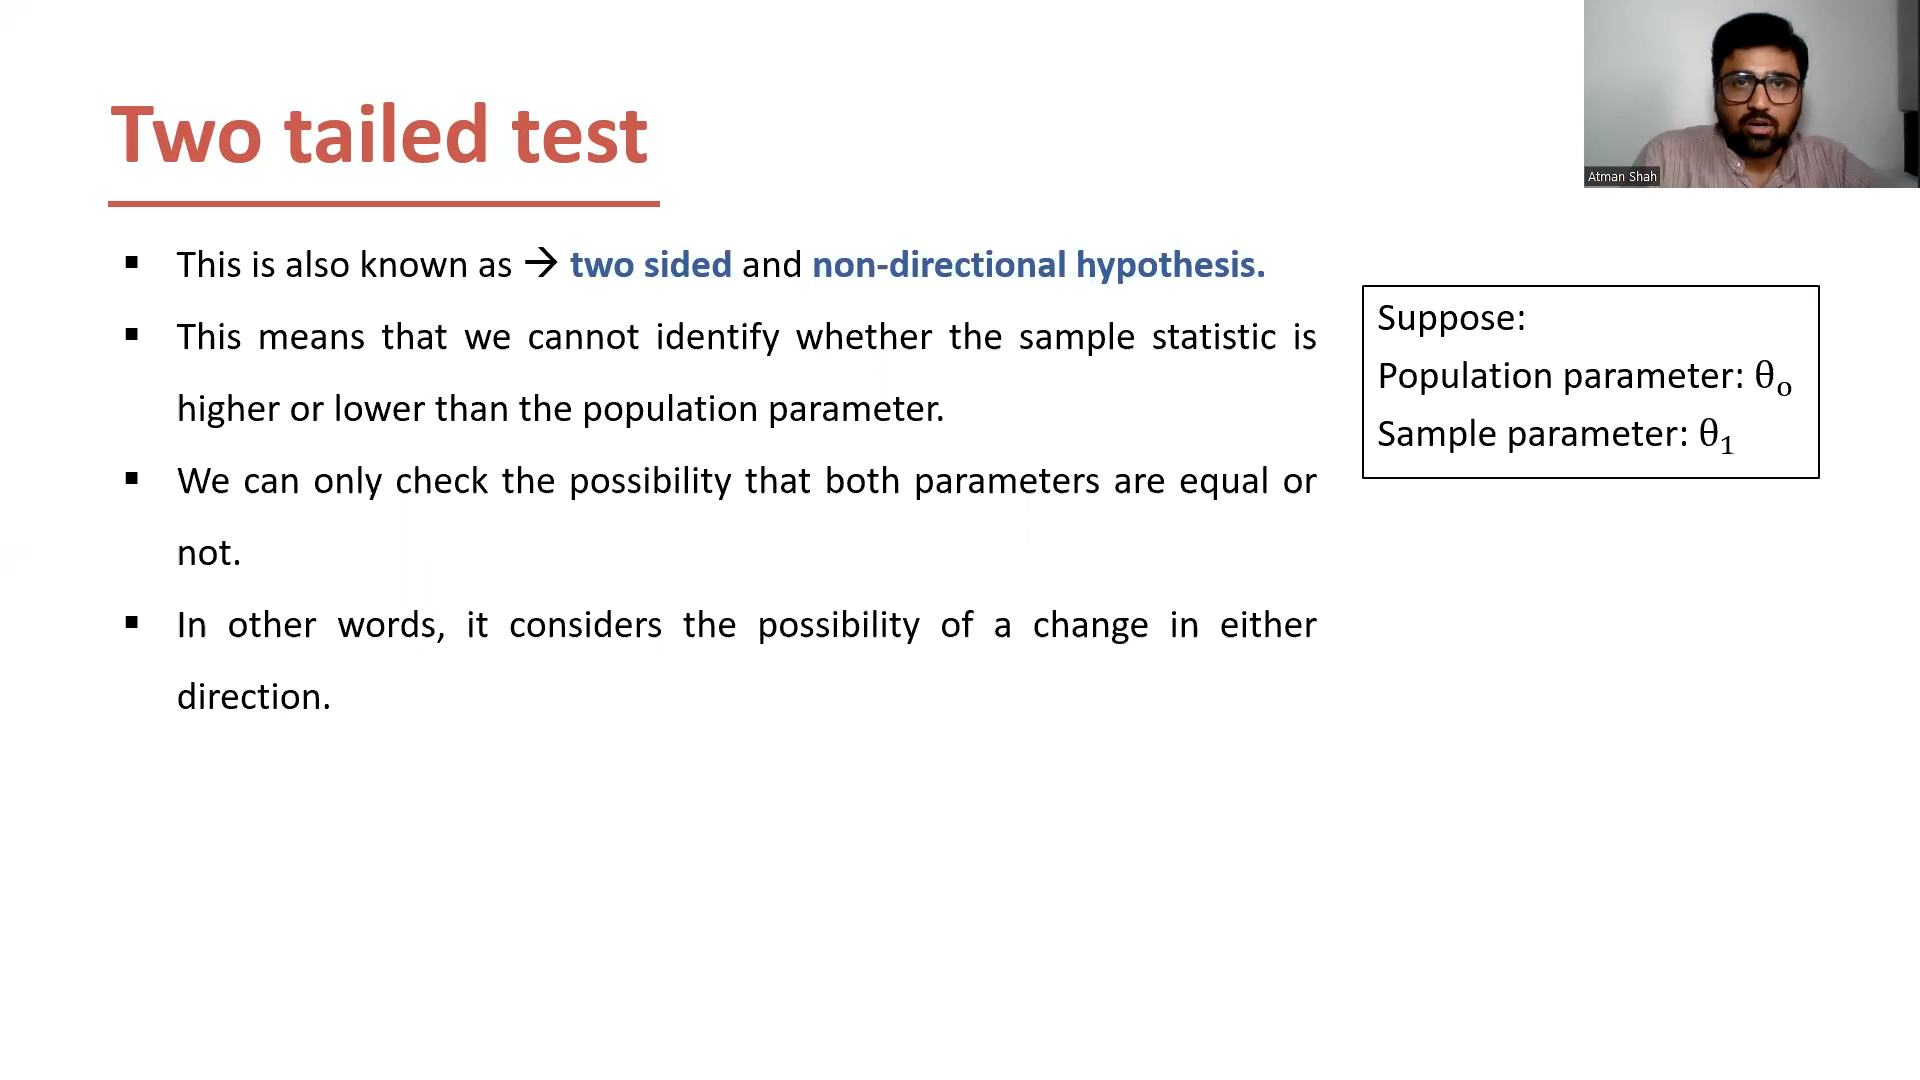 Two tailed test
Atman Shah
▪ This is also known as → two sided and non-directional hypothesis.
▪ This means that we cannot identify whether the sample statistic is
higher or lower than the population parameter.
▪ We can only check the possibility that both parameters are equal or
not.
▪ In other words, it considers the possibility of a change in either
direction.
Suppose:
Population parameter: θₒ
Sample parameter: θ₁